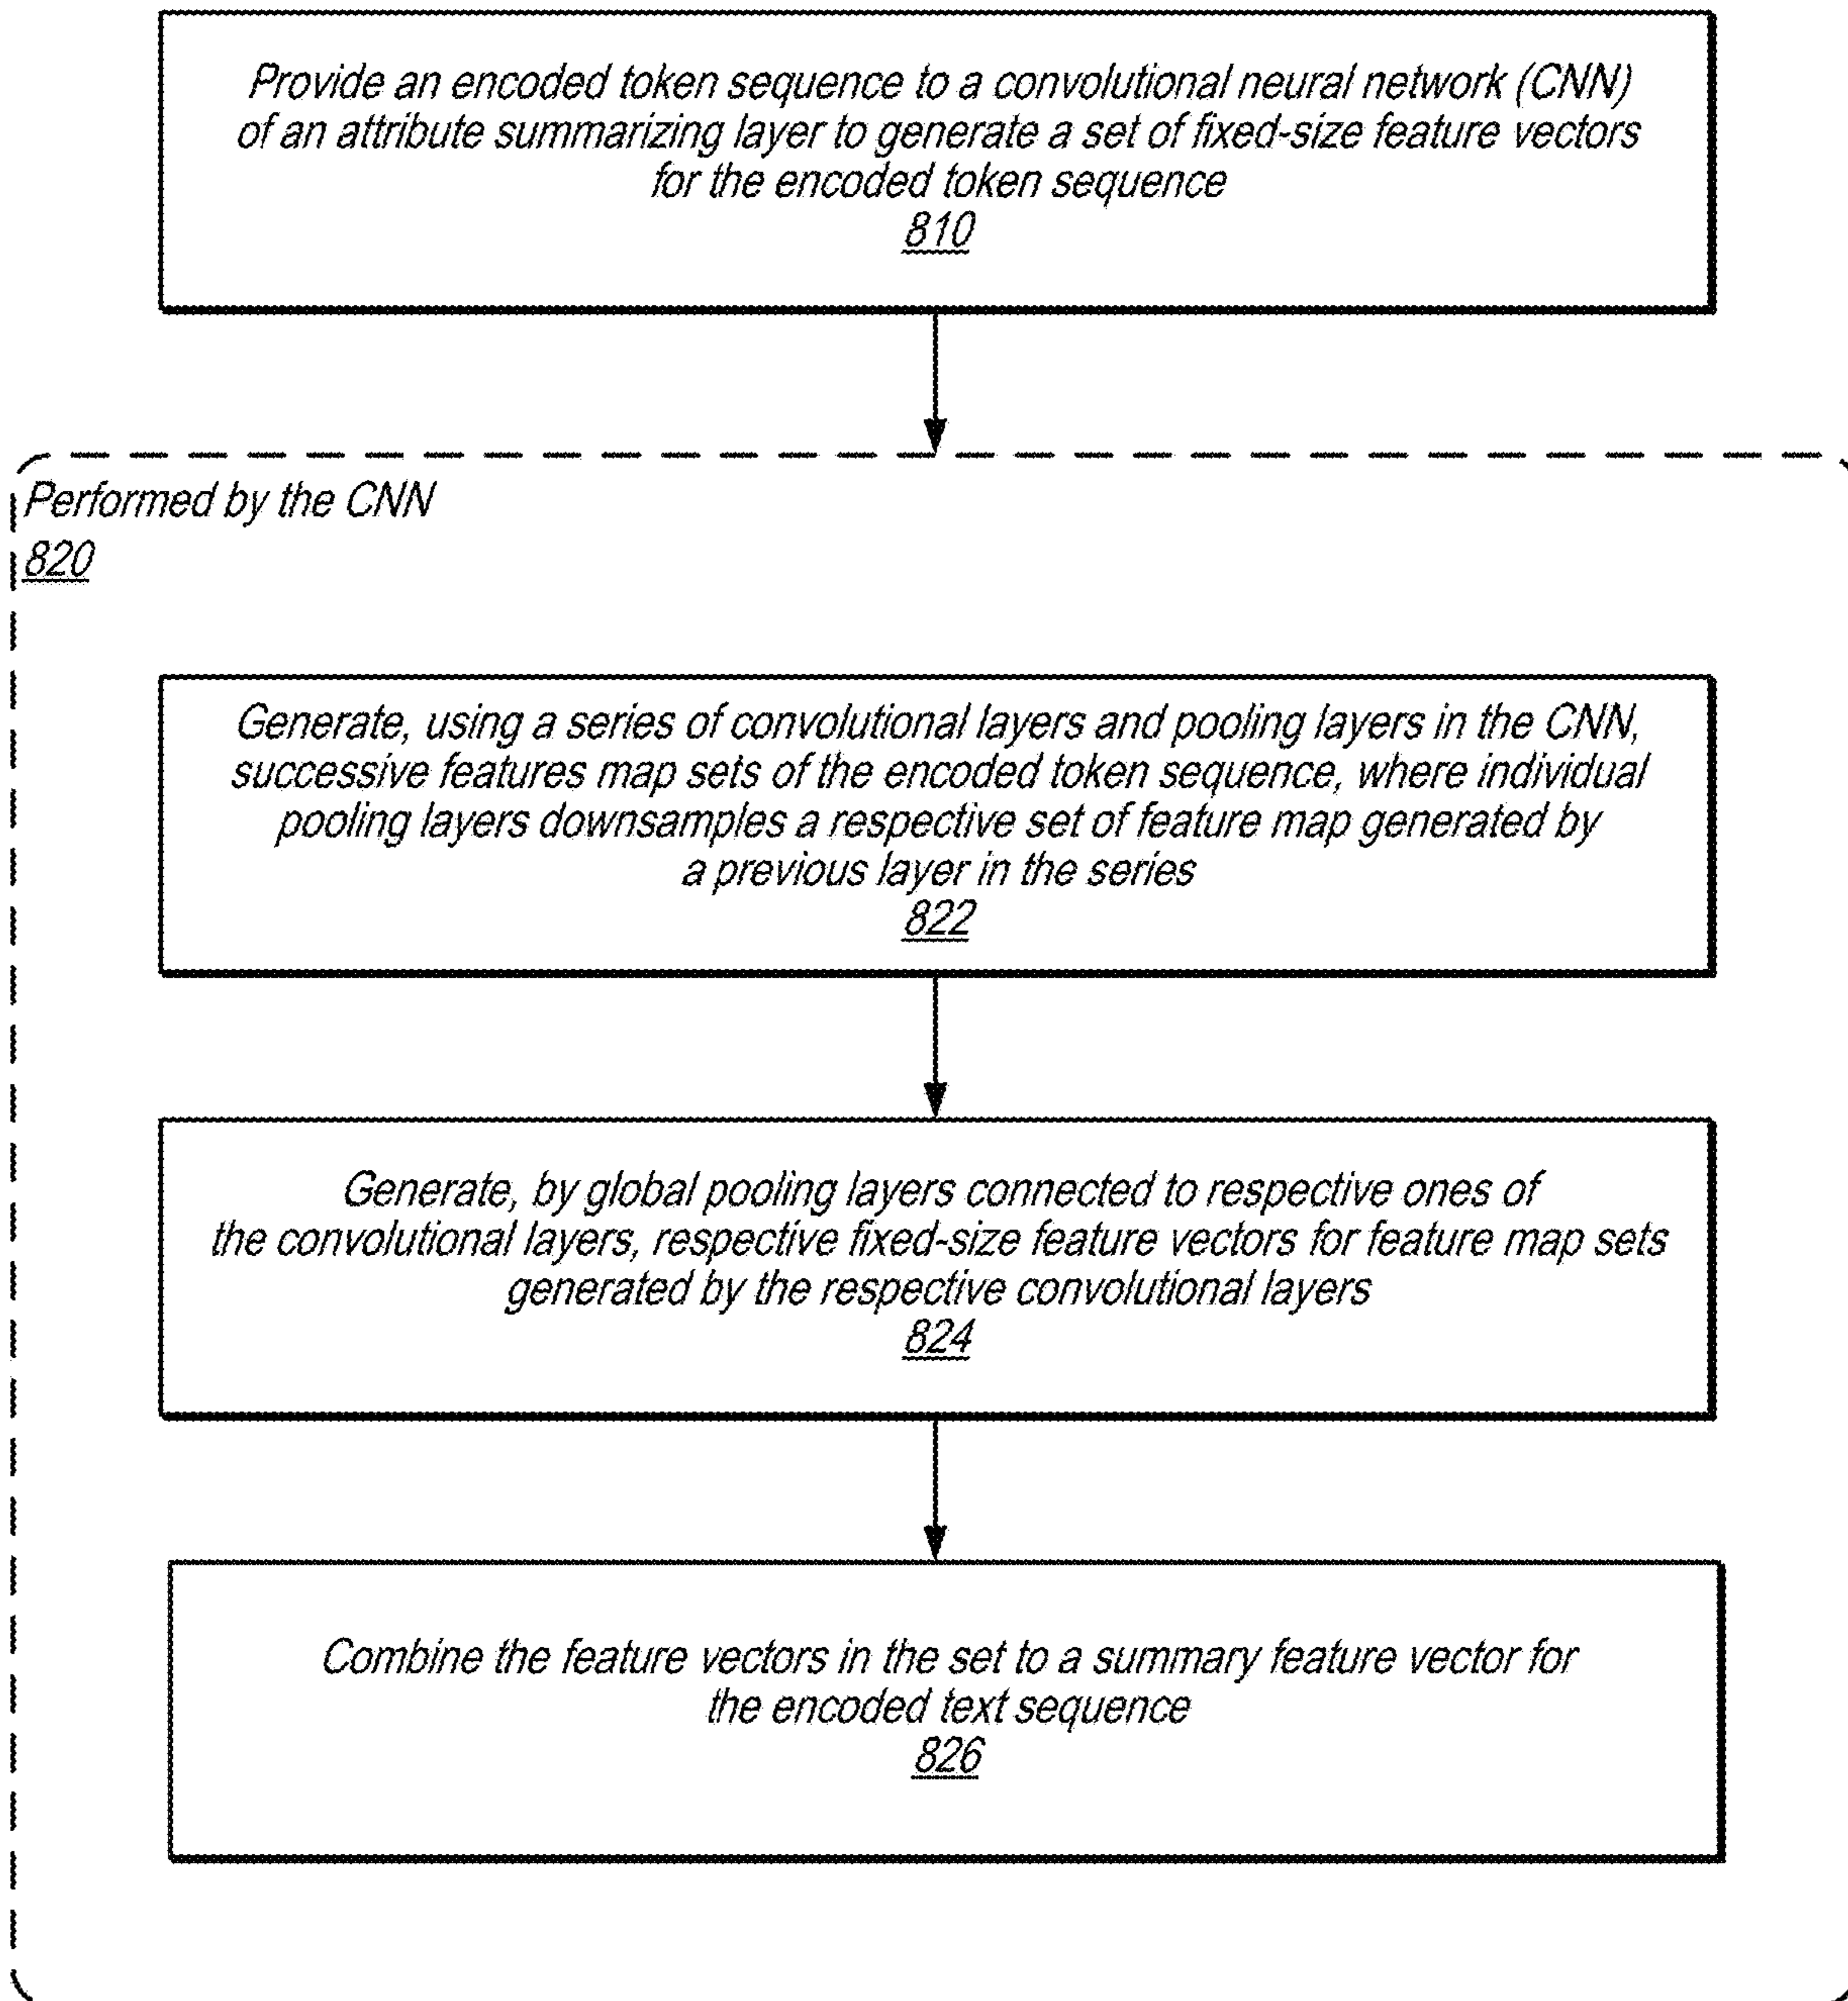 Provide an encoded token sequence to a convolutional neural network (CNN)
of an attribute summarizing layer to generate a set of fixed-size feature vectors
for the encoded token sequence
810
Performed by the CNN
820
Generate, using a series of convolutional layers and pooling layers in the CNN,
successive features map sets of the encoded token sequence, where individual
pooling layers downsamples a respective set of feature map generated by
a previous layer in the series
822
Generate, by global pooling layers connected to respective ones of
the convolutional layers, respective fixed-size feature vectors for feature map sets
generated by the respective convolutional layers
824
Combine the feature vectors in the set to a summary feature vector for
the encoded text sequence
826